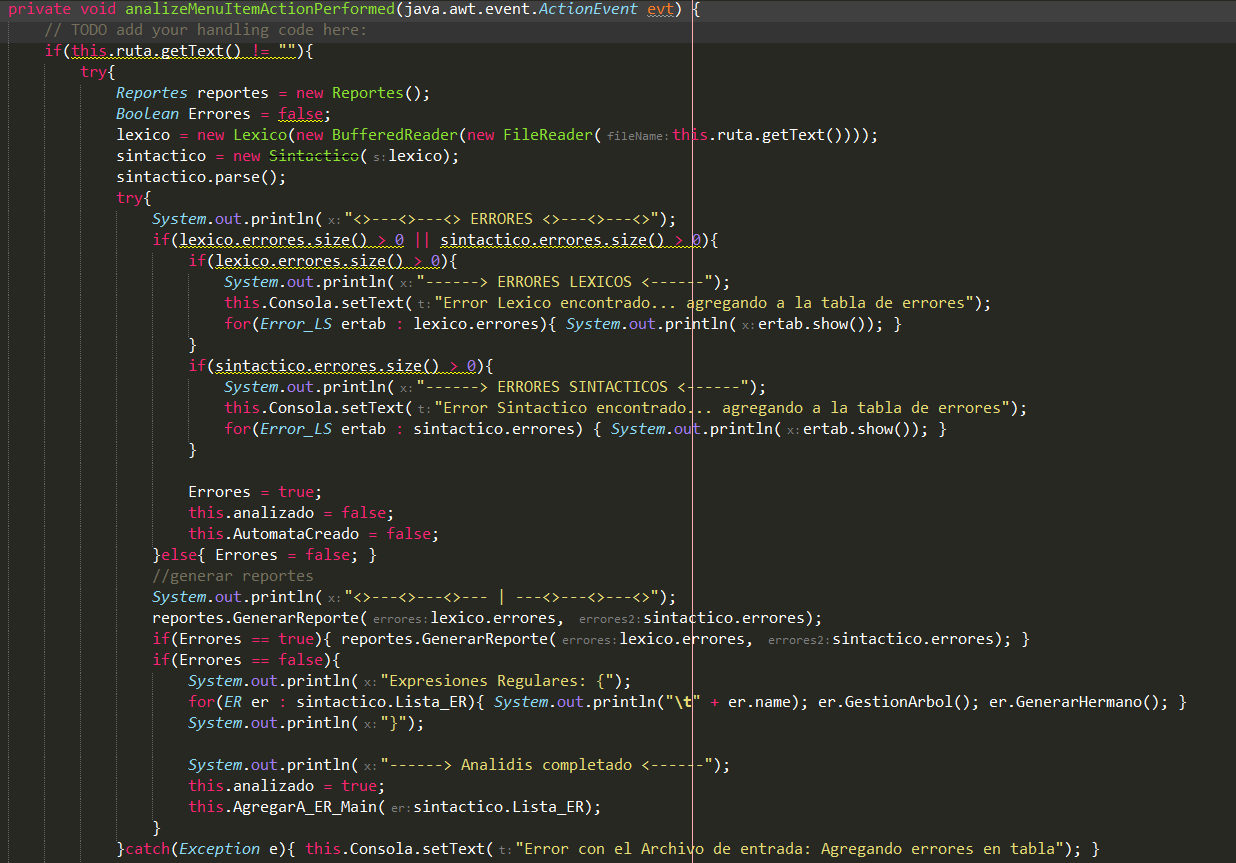 private void analizeMenuItemActionPerformed(java.awt.event.ActionEvent evt) {
// TODO add your handling code here:
if(this.ruta.getText() != ""){
try{
Reportes reportes = new Reportes();
Boolean Errores = false;
lexico = new Lexico(new BufferedReader(new FileReader( fileName: this.ruta.getText())));
sintactico = new Sintactico( s: lexico);
sintactico.parse();
try{
System.out.println( x: "<>---<>---<> ERRORES <>---<>---<>");
if(lexico.errores.size() > 0 || sintactico.errores.size() > 0){
if(lexico.errores.size() > 0){
System.out.println( x: "------> ERRORES LEXICOS <------");
this.Consola.setText( t: "Error Lexico encontrado... agregando a la tabla de errores");
for(Error_LS ertab : lexico.errores){ System.out.println( x: ertab.show()); }
}
if(sintactico.errores.size() > 0){
System.out.println( x: "------> ERRORES SINTACTICOS <------");
this.Consola.setText( t: "Error Sintactico encontrado... agregando a la tabla de errores");
for(Error_LS ertab : sintactico.errores) { System.out.println( x: ertab.show()); }
}
Errores = true;
this.analizado = false;
this.AutomataCreado = false;
}else{ Errores = false; }
//generar reportes
System.out.println( x: "<>---<>---<>--- | ---<>---<>---<>");
reportes.GenerarReporte( errores: lexico.errores, errores2: sintactico.errores);
if(Errores == true){ reportes.GenerarReporte( errores: lexico.errores, errores2: sintactico.errores); }
if(Errores == false){
System.out.println( x: "Expresiones Regulares: {");
for(ER er : sintactico.Lista_ER){ System.out.println("\t" + er.name); er.GestionArbol(); er.GenerarHermano(); }
System.out.println( x: "}");
System.out.println( x: "------> Analidis completado <------");
this.analizado = true;
this.AgregarA_ER_Main( er: sintactico.Lista_ER);
}
}catch(Exception e){ this.Consola.setText( t: "Error con el Archivo de entrada: Agregando errores en tabla"); }